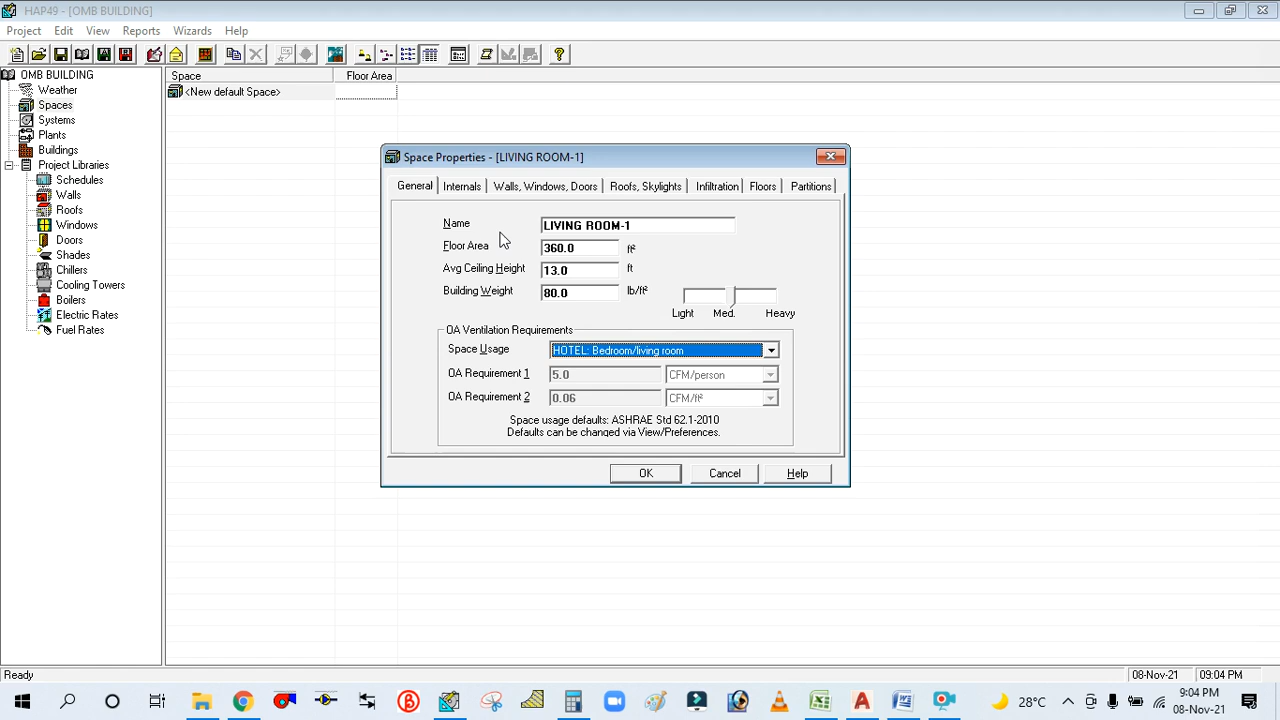 HAP49 - [OMB BUILDING]
Project Edit View Reports Wizards Help
OMB BUILDING
Weather
Spaces
Systems
Plants
Buildings
Project Libraries
Schedules
Walls
Roofs
Windows
Doors
Shades
Chillers
Cooling Towers
Boilers
Electric Rates
Fuel Rates
Space Floor Area
<New default Space>
Space Properties - [LIVING ROOM-1]
General Internals Walls, Windows, Doors Roofs, Skylights Infiltration Floors Partitions
Name LIVING ROOM-1
Floor Area 360.0 ft²
Avg Ceiling Height 13.0 ft
Building Weight 80.0 lb/ft²
Light Med. Heavy
OA Ventilation Requirements
Space Usage HOTEL: Bedroom/living room
OA Requirement 1 5.0 CFM/person
OA Requirement 2 0.06 CFM/ft²
Space usage defaults: ASHRAE Std 62.1-2010
Defaults can be changed via View/Preferences.
OK Cancel Help
Ready 08-Nov-21 09:04 PM
28°C 9:04 PM
08-Nov-21